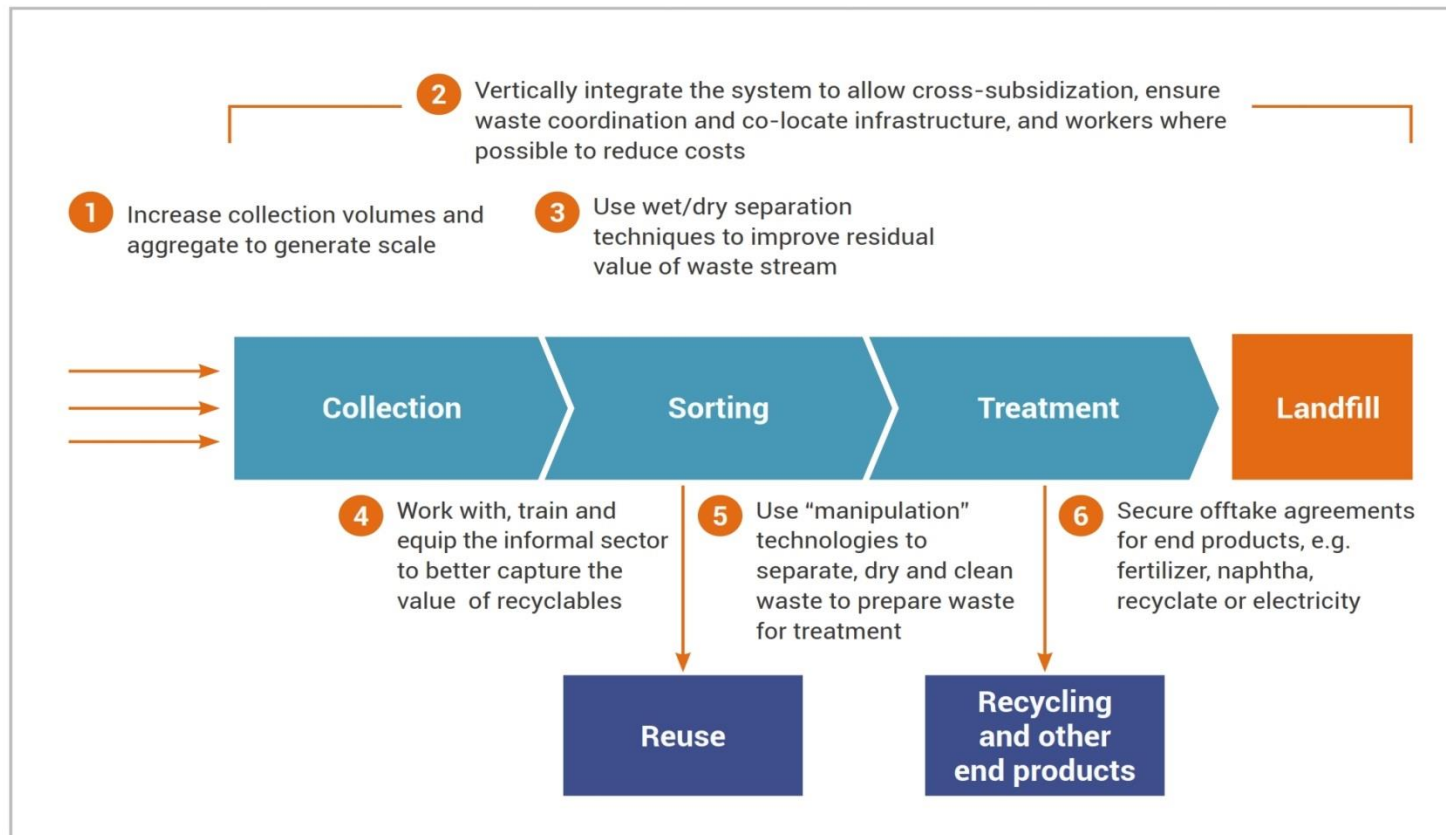 2
Vertically integrate the system to allow cross-subsidization, ensure
waste coordination and co-locate infrastructure, and workers where
possible to reduce costs
1
Increase collection volumes and
aggregate to generate scale
3
Use wet/dry separation
techniques to improve residual
value of waste stream
Collection
Sorting
Treatment
Landfill
4
Work with, train and
equip the informal sector
to better capture the
value of recyclables
5
Use “manipulation”
technologies to
separate, dry and clean
waste to prepare waste
for treatment
6
Secure offtake agreements
for end products, e.g.
fertilizer, naphtha,
recyclate or electricity
Reuse
Recycling
and other
end products